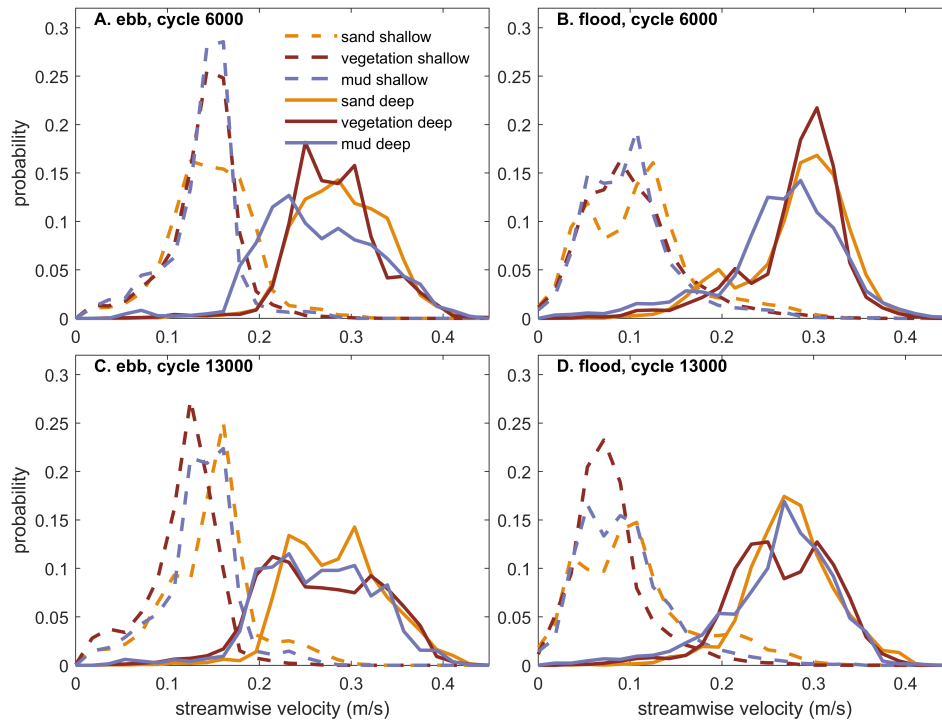 A. ebb, cycle 6000
0.3
0.25
0.2
0.15
0.1
0.05
0
probability
sand shallow
vegetation shallow
mud shallow
sand deep
vegetation deep
mud deep
0 0.1 0.2 0.3 0.4
B. flood, cycle 6000
0.3
0.25
0.2
0.15
0.1
0.05
0
0 0.1 0.2 0.3 0.4
C. ebb, cycle 13000
0.3
0.25
0.2
0.15
0.1
0.05
0
probability
0 0.1 0.2 0.3 0.4
streamwise velocity (m/s)
D. flood, cycle 13000
0.3
0.25
0.2
0.15
0.1
0.05
0
0 0.1 0.2 0.3 0.4
streamwise velocity (m/s)